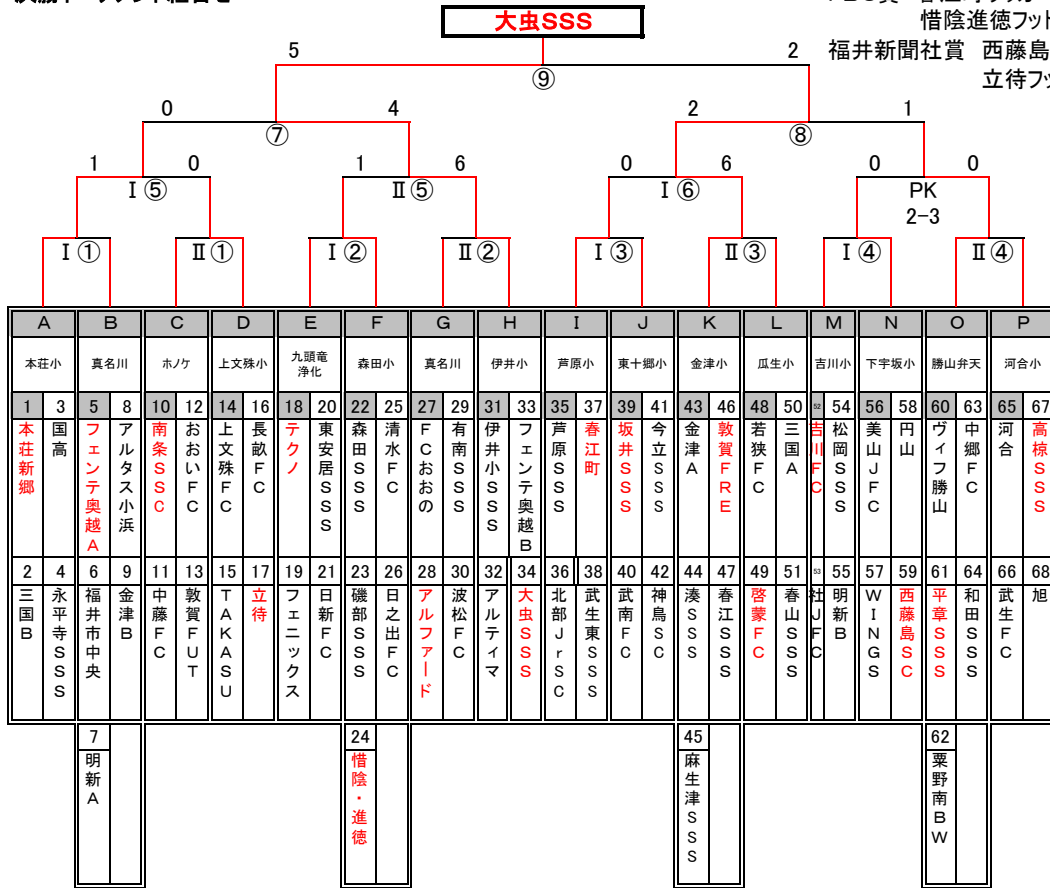 大虫SSS
惜陰進徳フット
福井新聞社賞 西藤島
立待フッ
5 2
⑨
0 4 2 1
⑦ ⑧
1 0 1 6 0 6 0 0
Ⅰ⑤ Ⅱ⑤ Ⅰ⑥ PK
2-3
Ⅰ① Ⅱ① Ⅰ② Ⅱ② Ⅰ③ Ⅱ③ Ⅰ④ Ⅱ④
A B C D E F G H I J K L M N O P
本荘小 真名川 ホノケ 上文殊小 九頭竜浄化 森田小 真名川 伊井小 芦原小 東十郷小 金津小 瓜生小 吉川小 下宇坂小 勝山弁天 河合小
1 3 5 8 10 12 14 16 18 20 22 25 27 29 31 33 35 37 39 41 43 46 48 50 52 54 56 58 60 63 65 67
本荘新郷
国高
フェンテ奥越A
アルタス小浜
南条SSC
おおいFC
上文殊FC
長畝FC
テクノ
東安居SSS
森田SSS
清水FC
FCおおの
有南SSS
伊井小SSS
フェンテ奥越B
芦原SSS
春江町
坂井SSS
今立SSS
金津A
敦賀FRE
若狭FC
三国A
吉川FC
松岡SSS
美山JFC
円山
ヴィフ勝山
中郷FC
河合
高椋SSS
2 4 6 9 11 13 15 17 19 21 23 26 28 30 32 34 36 38 40 42 44 47 49 51 53 55 57 59 61 64 66 68
三国B
永平寺SSS
福井市中央
金津B
中藤FC
敦賀FUT
TAKASU
立待
フェニックス
日新FC
磯部SSS
日之出FC
アルファード
波松FC
アルティマ
大虫SSS
北部JrSC
武生東SSS
武南FC
神島SC
湊SSS
春江SSS
啓蒙FC
春山SSS
社JFC
明新B
WINGS
西藤島SC
平章SSS
和田SSS
武生FC
旭
7 24 45 62
明新A
惜陰・進徳
麻生津SSS
粟野南BW